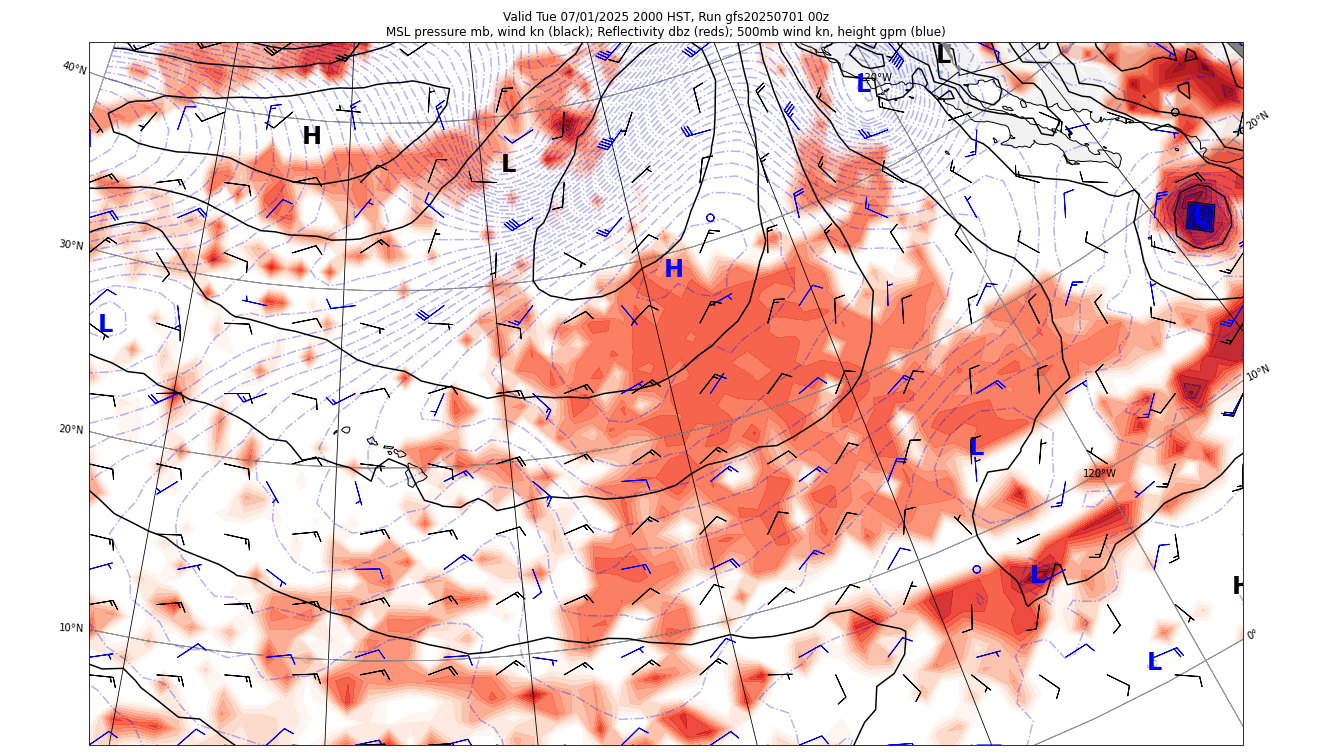 Valid Tue 07/01/2025 2000 HST, Run gfs20250701 00z
MSL pressure mb, wind kn (black); Reflectivity dbz (reds); 500mb wind kn, height gpm (blue)
40°N
L
L
120°W
20°N
H
L
L
30°N
H
L
10°N
20°N
L
120°W
L
H
10°N
0°
L